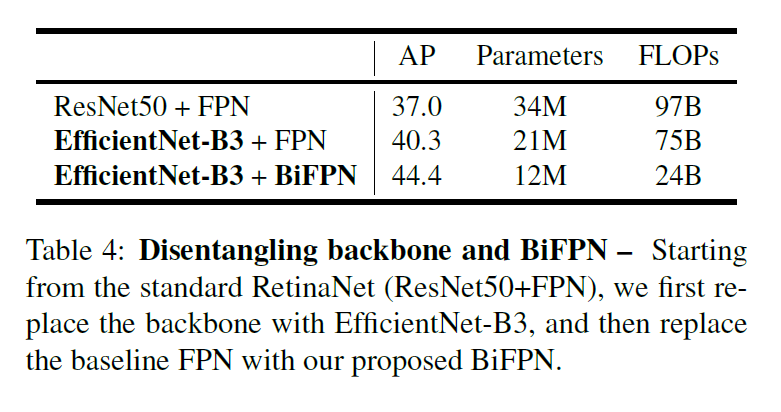 AP Parameters FLOPs
ResNet50 + FPN 37.0 34M 97B
EfficientNet-B3 + FPN 40.3 21M 75B
EfficientNet-B3 + BiFPN 44.4 12M 24B
Table 4: Disentangling backbone and BiFPN – Starting
from the standard RetinaNet (ResNet50+FPN), we first re-
place the backbone with EfficientNet-B3, and then replace
the baseline FPN with our proposed BiFPN.